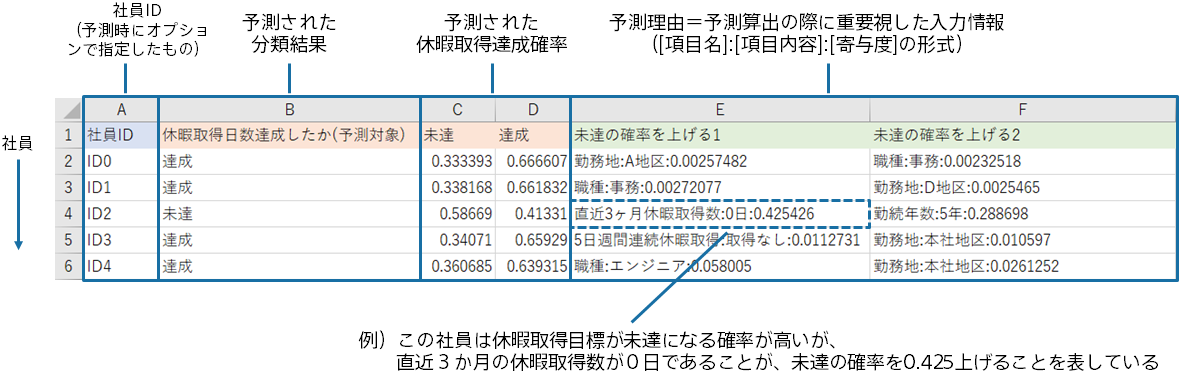 社員ID
（予測時にオプショ
ンで指定したもの）
予測された
分類結果
予測された
休暇取得達成確率
予測理由＝予測算出の際に重要視した入力情報
（[項目名]:[項目内容]:[寄与度]の形式）
社員
A B C D E F
1 社員ID 休暇取得日数達成したか(予測対象) 未達 達成 未達の確率を上げる1 未達の確率を上げる2
2 ID0 達成 0.333393 0.666607 勤務地:A地区:0.00257482 職種:事務:0.00232518
3 ID1 達成 0.338168 0.661832 職種:事務:0.00272077 勤務地:D地区:0.0025465
4 ID2 未達 0.58669 0.41331 直近3ヶ月休暇取得数:0日:0.425426 勤続年数:5年:0.288698
5 ID3 達成 0.34071 0.65929 5日週間連続休暇取得:取得なし:0.0112731 勤務地:本社地区:0.010597
6 ID4 達成 0.360685 0.639315 職種:エンジニア:0.058005 勤務地:本社地区:0.0261252
例）この社員は休暇取得目標が未達になる確率が高いが、
直近３か月の休暇取得数が０日であることが、未達の確率を0.425上げることを表している